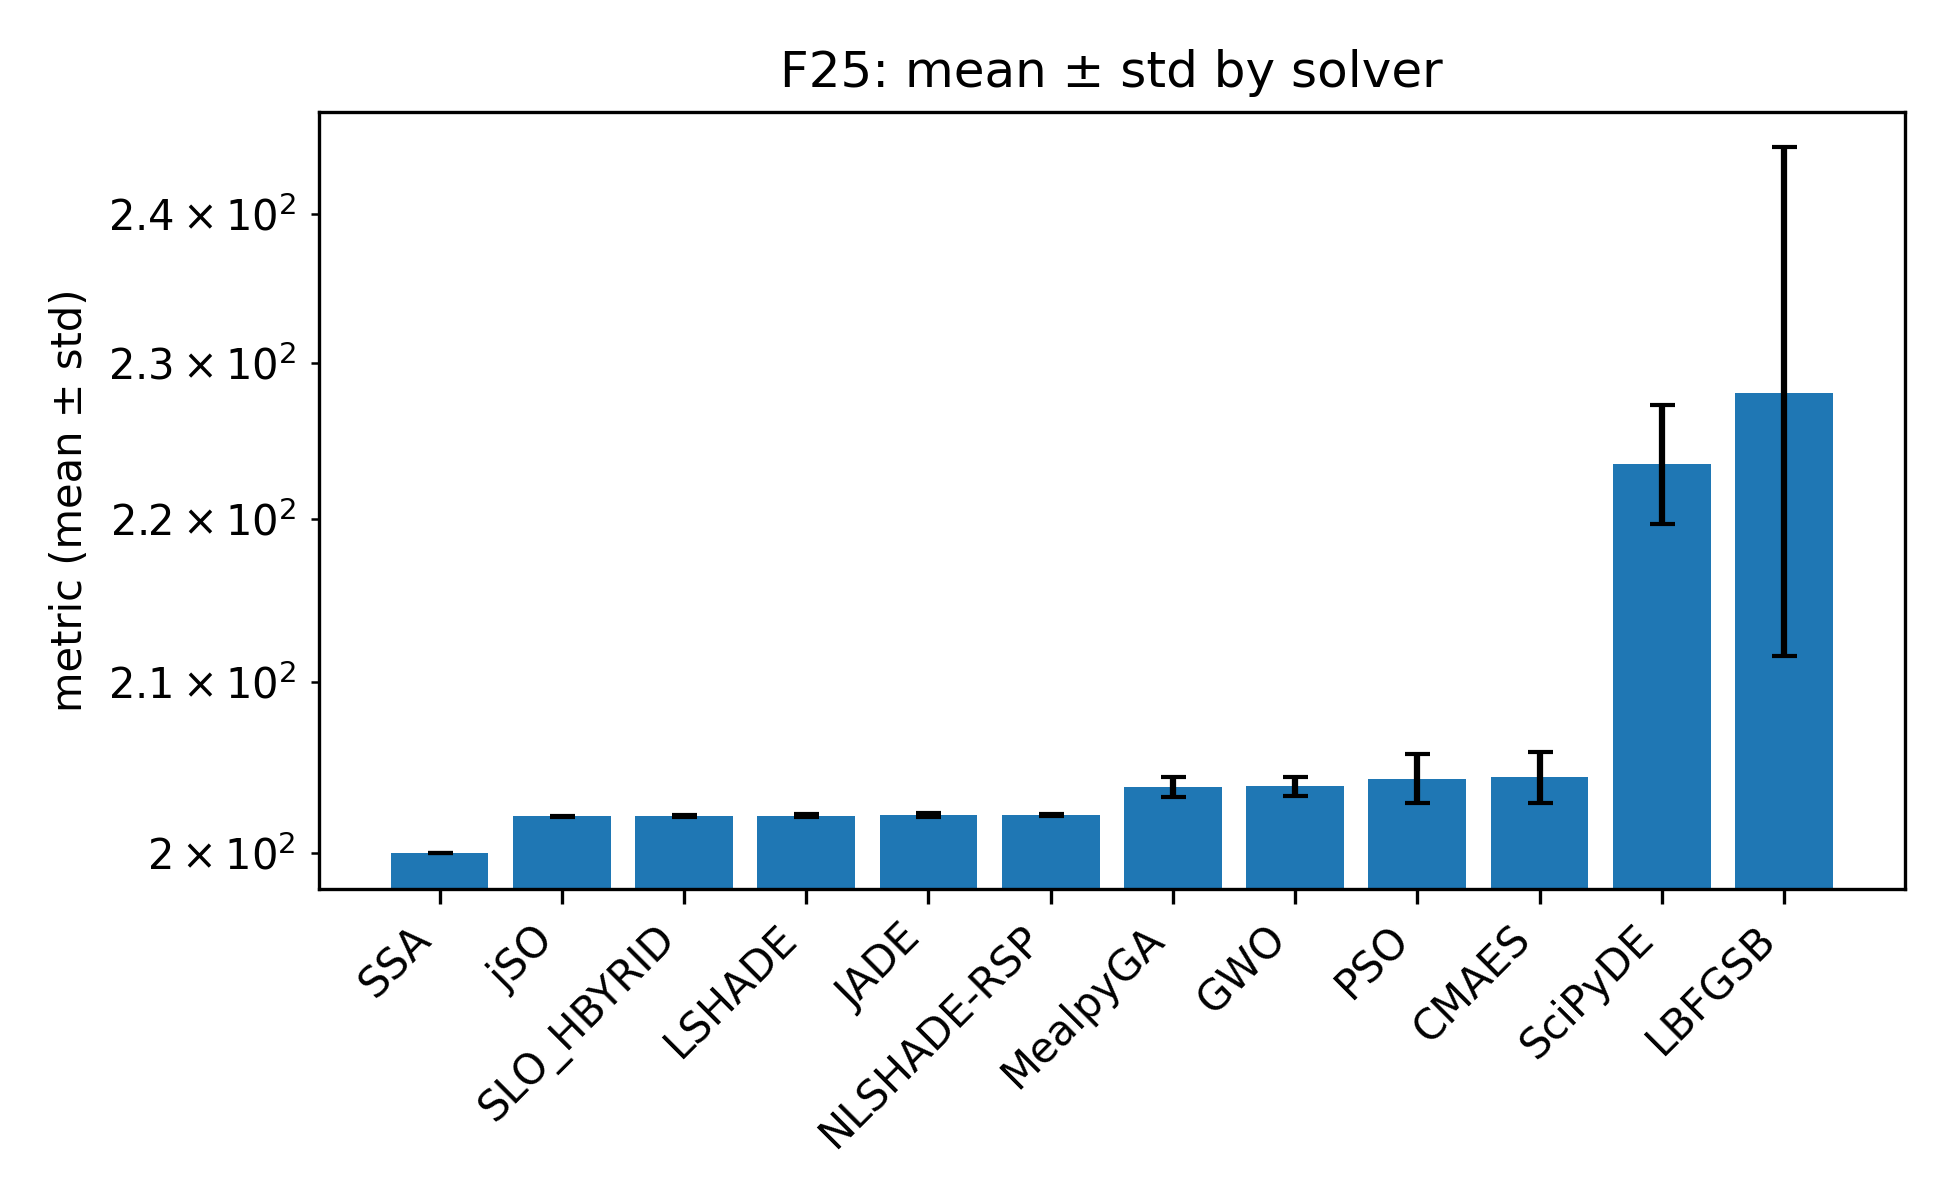 F25: mean ± std by solver
metric (mean ± std)
2.4 × 10²
2.3 × 10²
2.2 × 10²
2.1 × 10²
2 × 10²
SSA
jSO
SLO_HBYRID
LSHADE
JADE
NLSHADE-RSP
MealpyGA
GWO
PSO
CMAES
SciPyDE
LBFGSB